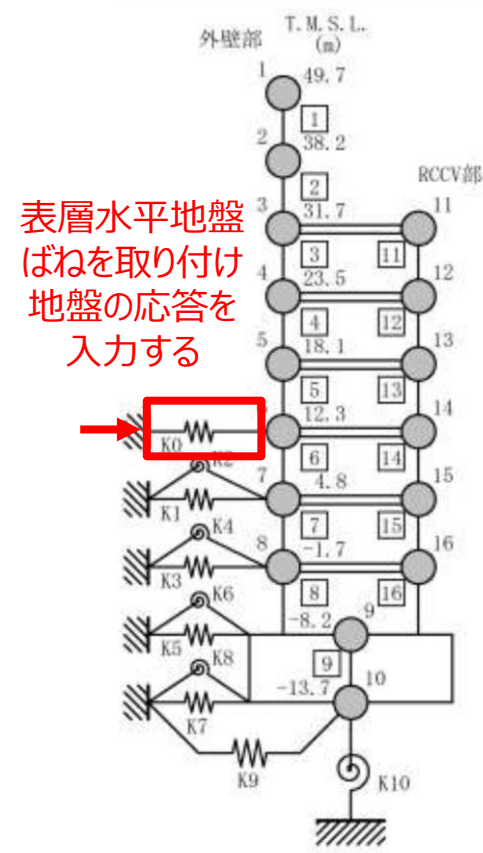 T.M.S.L.
(m)
外壁部
1
49.7
1
2
38.2
2
RCCV部
表層水平地盤
ばねを取り付け
地盤の応答を
入力する
3
31.7
11
3
11
4
23.5
12
4
12
5
18.1
13
5
13
12.3
14
K0
K2
6
14
7
4.8
15
K1
K4
7
15
8
-1.7
16
K3
K6
8
16
-8.2
9
K5
K8
9
-13.7
10
K7
K9
K10